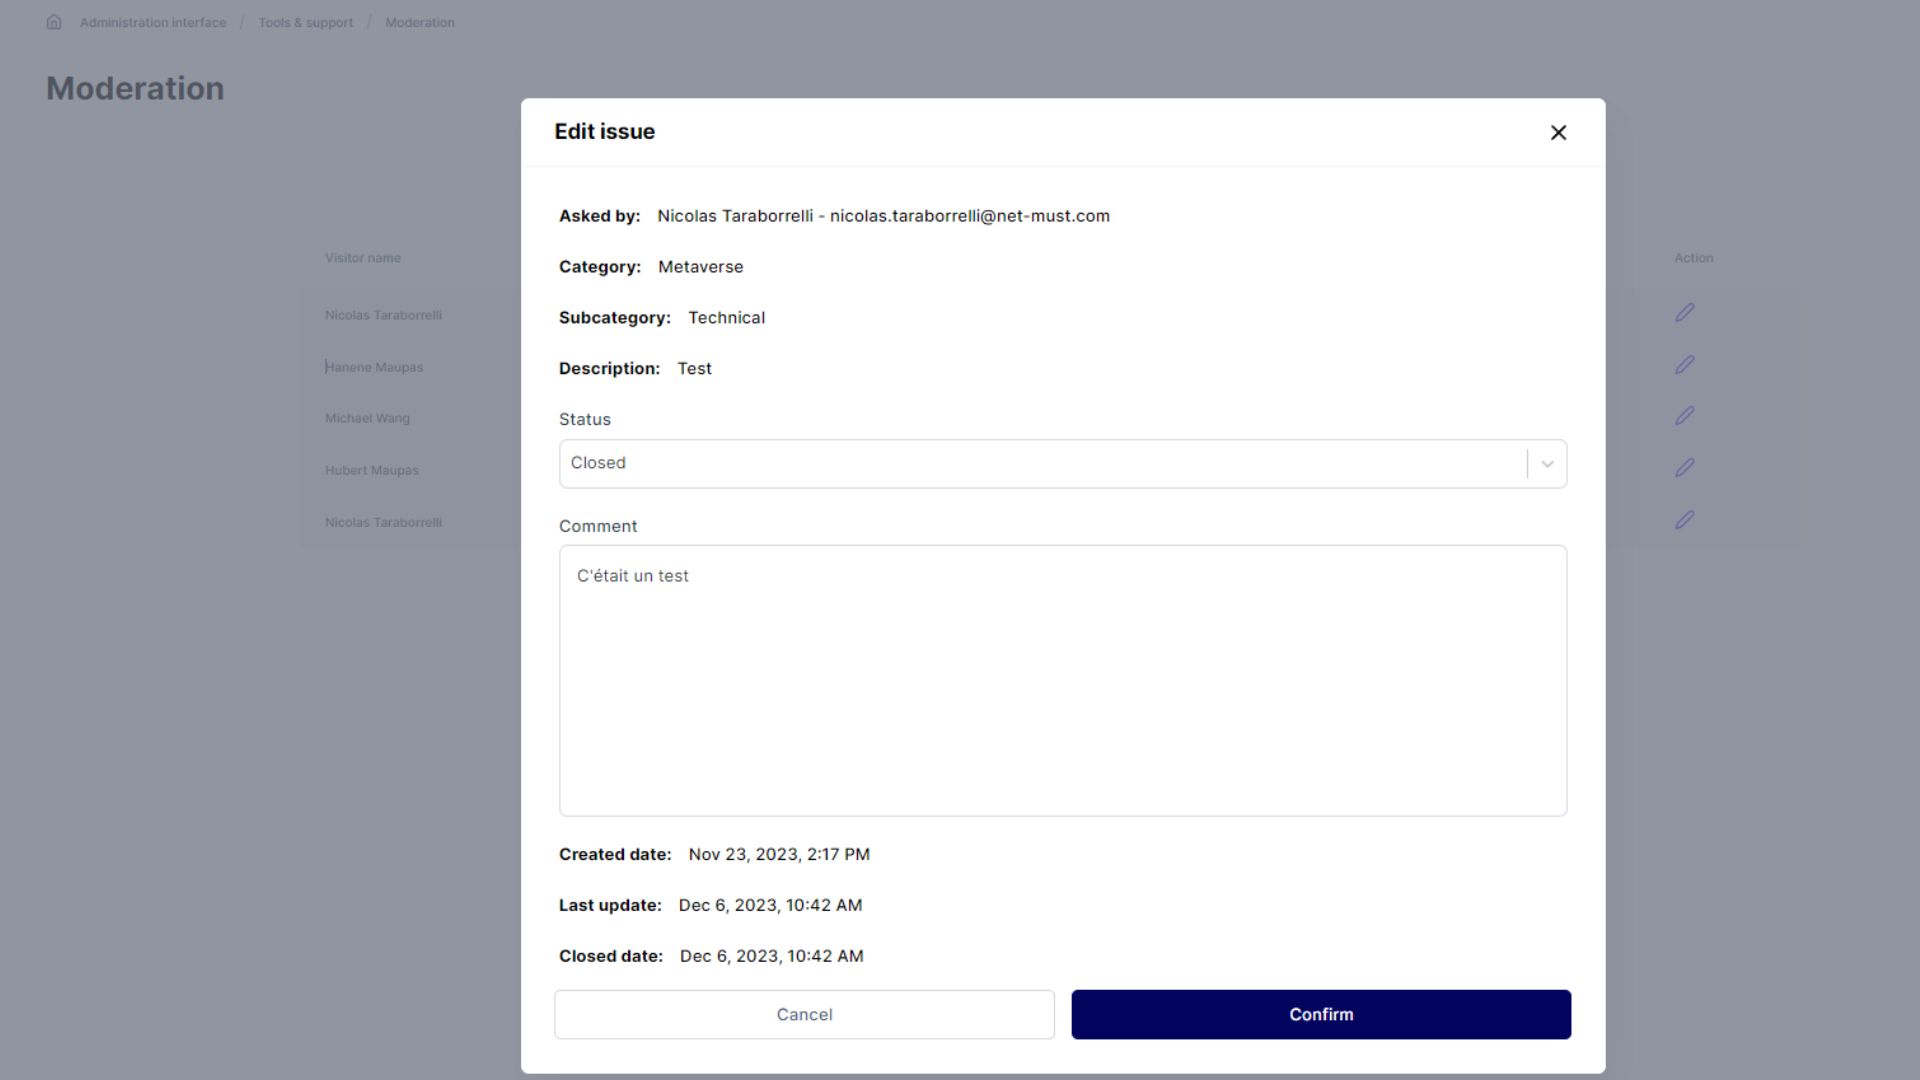 Administration interface / Tools & support / Moderation
Moderation
Edit issue
Asked by: Nicolas Taraborrelli - nicolas.taraborrelli@net-must.com
Category: Metaverse
Subcategory: Technical
Description: Test
Status
Closed
Comment
C'était un test
Created date: Nov 23, 2023, 2:17 PM
Last update: Dec 6, 2023, 10:42 AM
Closed date: Dec 6, 2023, 10:42 AM
Cancel
Confirm
Visitor name
Action
Nicolas Taraborrelli
Hanene Maupas
Michael Wang
Hubert Maupas
Nicolas Taraborrelli